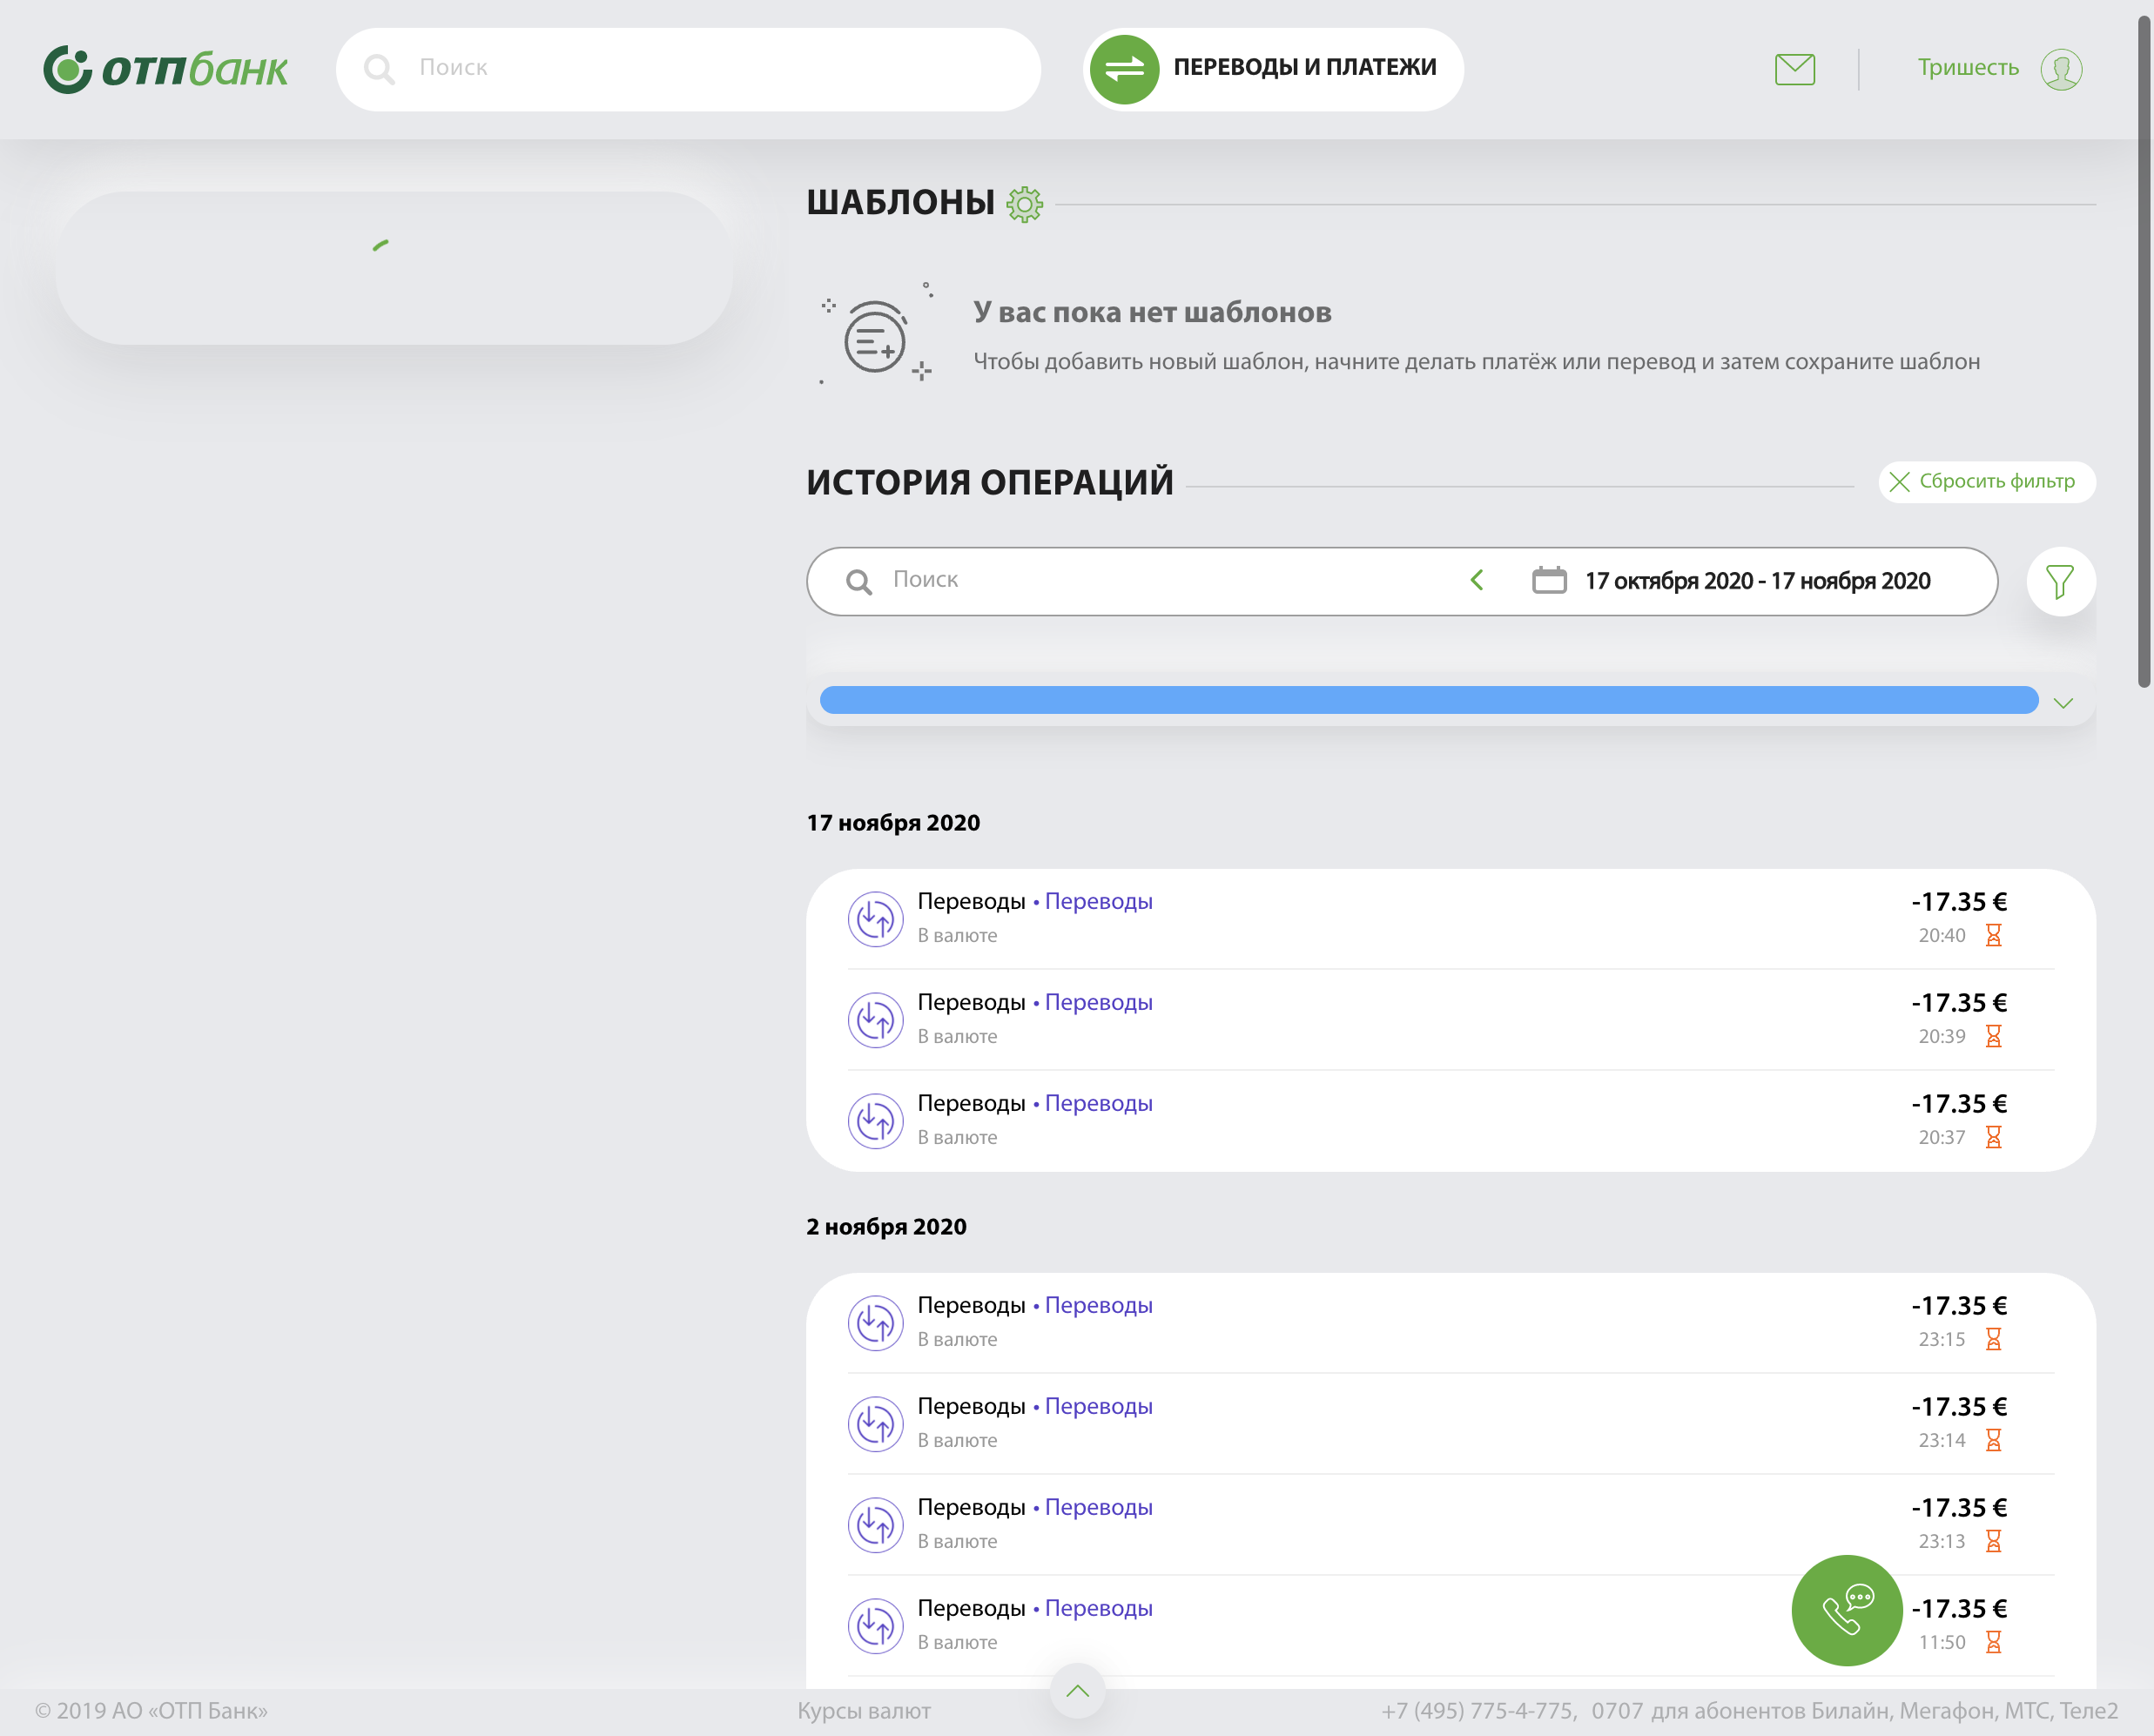 ОТПбанк
Поиск
ПЕРЕВОДЫ И ПЛАТЕЖИ
Тришесть
ШАБЛОНЫ
У вас пока нет шаблонов
Чтобы добавить новый шаблон, начните делать платёж или перевод и затем сохраните шаблон
ИСТОРИЯ ОПЕРАЦИЙ
Сбросить фильтр
Поиск
17 октября 2020 - 17 ноября 2020
17 ноября 2020
Переводы • Переводы -17.35 €
В валюте 20:40
Переводы • Переводы -17.35 €
В валюте 20:39
Переводы • Переводы -17.35 €
В валюте 20:37
2 ноября 2020
Переводы • Переводы -17.35 €
В валюте 23:15
Переводы • Переводы -17.35 €
В валюте 23:14
Переводы • Переводы -17.35 €
В валюте 23:13
Переводы • Переводы -17.35 €
В валюте 11:50
© 2019 АО «ОТП Банк»
Курсы валют
+7 (495) 775-4-775, 0707 для абонентов Билайн, Мегафон, МТС, Теле2